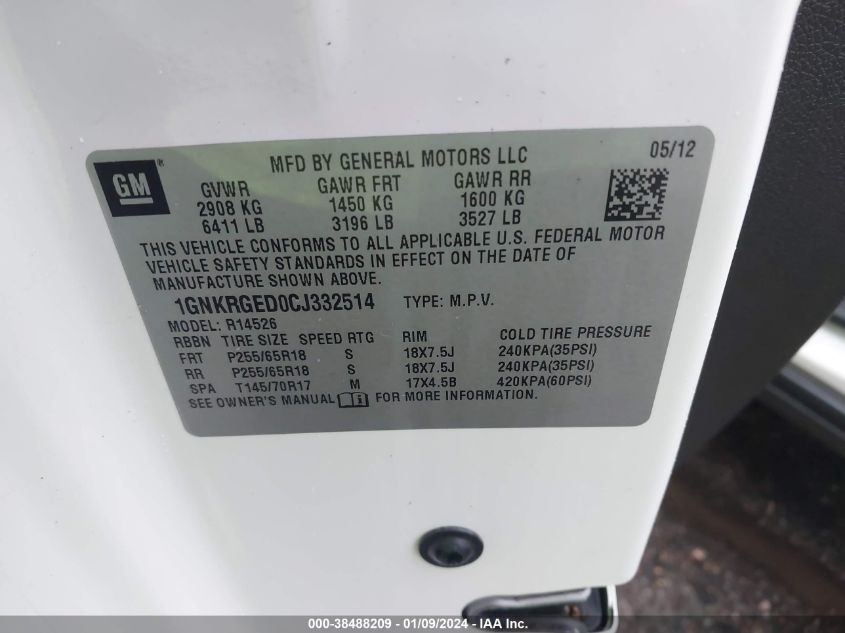 GM®
MFD BY GENERAL MOTORS LLC 05/12
GVWR GAWR FRT GAWR RR
2908 KG 1450 KG 1600 KG
6411 LB 3196 LB 3527 LB
THIS VEHICLE CONFORMS TO ALL APPLICABLE U.S. FEDERAL MOTOR
VEHICLE SAFETY STANDARDS IN EFFECT ON THE DATE OF
MANUFACTURE SHOWN ABOVE.
1GNKRGED0CJ332514 TYPE: M.P.V.
MODEL: R14526
RBBN TIRE SIZE SPEED RTG RIM COLD TIRE PRESSURE
FRT P255/65R18 S 18X7.5J 240KPA(35PSI)
RR P255/65R18 S 18X7.5J 240KPA(35PSI)
SPA T145/70R17 M 17X4.5B 420KPA(60PSI)
SEE OWNER'S MANUAL i FOR MORE INFORMATION.
000-38488209 - 01/09/2024 - IAA Inc.